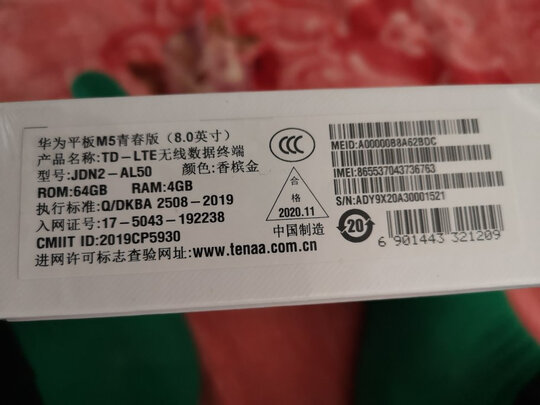 华为平板M5青春版（8.0英寸）
产品名称:TD-LTE无线数据终端
型号:JDN2-AL50 颜色:香槟金
ROM:64GB RAM:4GB
执行标准:Q/DKBA 2508-2019
入网证号:17-5043-192238
CMIIT ID:2019CP5930
进网许可标志查验网址:www.tenaa.com.cn
CCC
合
格
2020.11
中国制造
MEID:A00000B8A62BDC
IMEI:865537043736763
S/N:ADY9X20A30001521
20
6 901443 321209